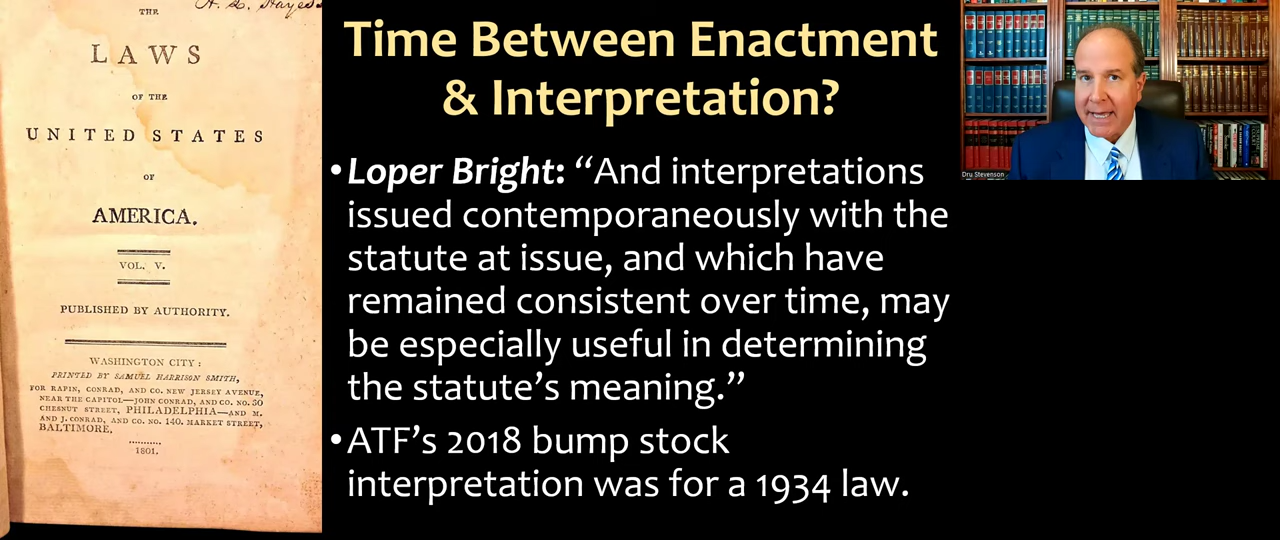 THE
LAWS
OF THE
UNITED STATES
OF
AMERICA.
VOL. V.
PUBLISHED BY AUTHORITY.
WASHINGTON CITY:
PRINTED BY SAMUEL HARRISON SMITH,
FOR RAPIN, CONRAD, AND CO. NEW JERSEY AVENUE,
NEAR THE CAPITOL—JOHN CONRAD, AND CO. NO. 30
CHESNUT STREET, PHILADELPHIA—AND M.
AND J. CONRAD, AND CO. NO. 140. MARKET STREET,
BALTIMORE.
1801.
Time Between Enactment
& Interpretation?
•Loper Bright: “And interpretations
issued contemporaneously with the
statute at issue, and which have
remained consistent over time, may
be especially useful in determining
the statute’s meaning.”
•ATF’s 2018 bump stock
interpretation was for a 1934 law.
Dru Stevenson